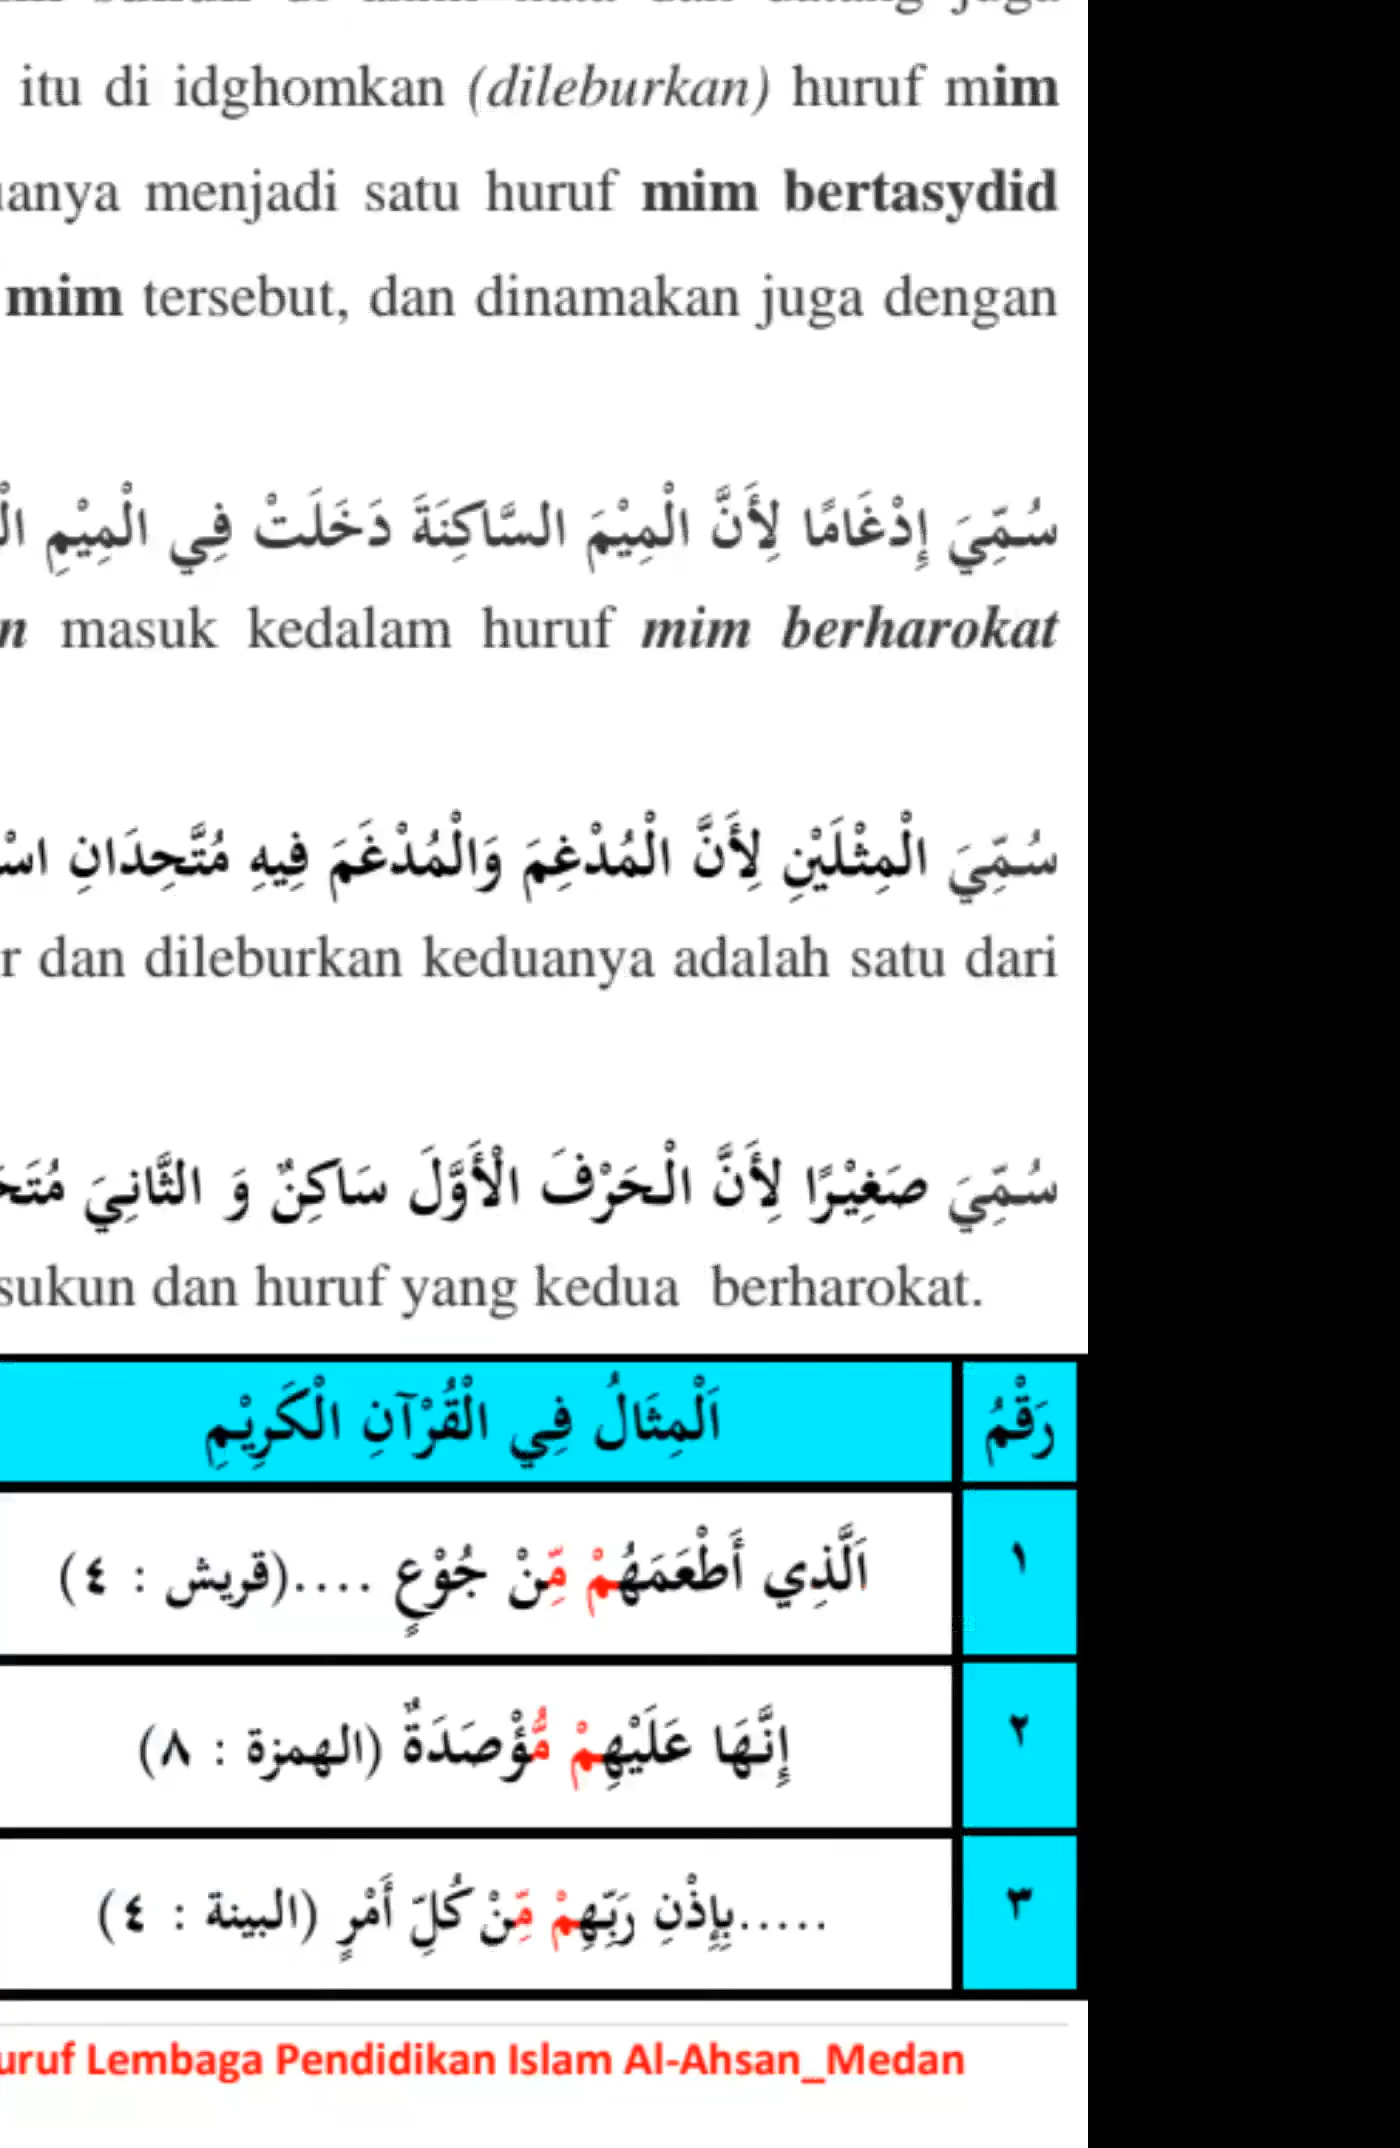 itu di idghomkan (dileburkan) huruf mim
menjadi satu huruf mim bertasydid
mim tersebut, dan dinamakan juga dengan
سُمِّيَ إِدْغَامًا لِأَنَّ الْمِيْمَ السَّاكِنَةَ دَخَلَتْ فِي الْمِيْمِ
masuk kedalam huruf mim berharokat
سُمِّيَ الْمِثْلَيْنِ لِأَنَّ الْمُدْغِمَ وَالْمُدْغَمَ فِيهِ مُتَّحِدَانِ
dan dileburkan keduanya adalah satu dari
سُمِّيَ صَغِيْرًا لِأَنَّ الْحَرْفَ الْأَوَّلَ سَاكِنٌ وَ الثَّانِيَ
sukun dan huruf yang kedua berharokat.
رَقْمُ اَلْمِثَالُ فِي الْقُرْآنِ الْكَرِيْمِ
١ اَلَّذِي أَطْعَمَهُمْ مِّنْ جُوْعٍ ....(قريش : ٤)
٢ إِنَّهَا عَلَيْهِمْ مُّؤْصَدَةٌ (الهمزة : ٨)
٣ .....بِإِذْنِ رَبِّهِمْ مِّنْ كُلِّ أَمْرٍ (البينة : ٤)
Lembaga Pendidikan Islam Al-Ahsan_Medan